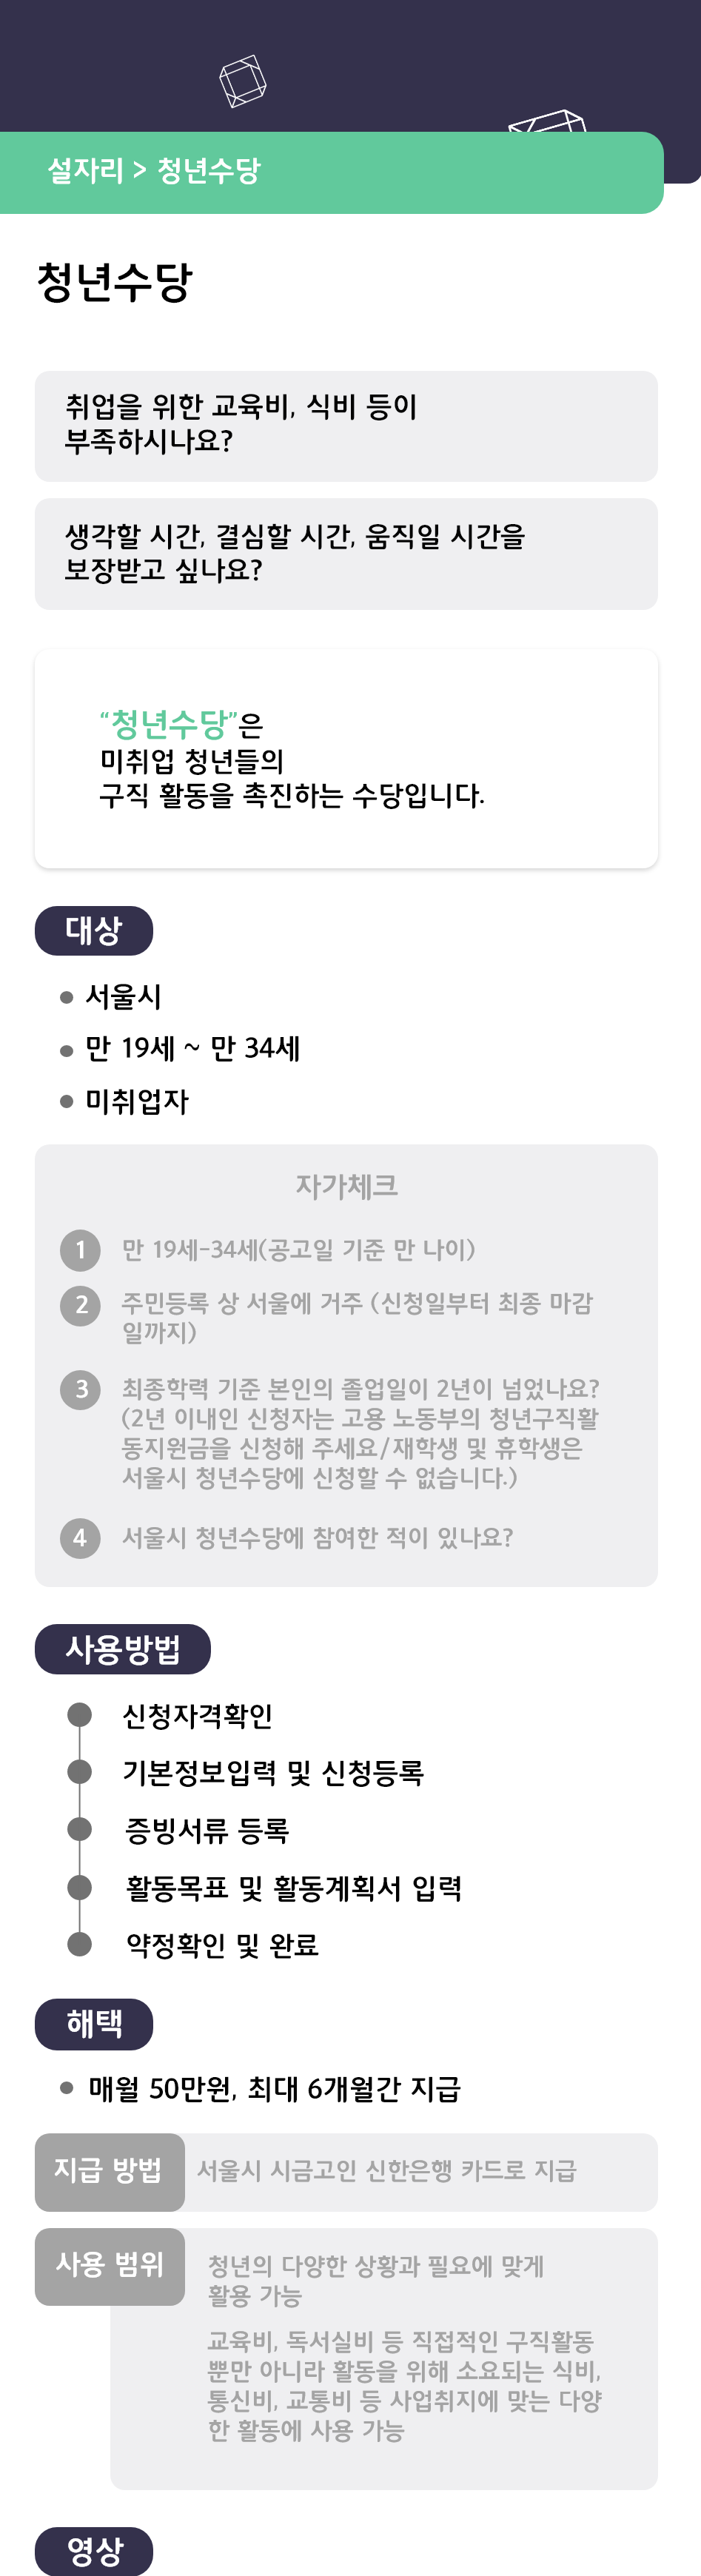 설자리 > 청년수당
청년수당
취업을 위한 교육비, 식비 등이
부족하시나요?
생각할 시간, 결심할 시간, 움직일 시간을
보장받고 싶나요?
“청년수당”은
미취업 청년들의
구직 활동을 촉진하는 수당입니다.
대상
서울시
만 19세 ~ 만 34세
미취업자
자가체크
1 만 19세-34세(공고일 기준 만 나이)
2 주민등록 상 서울에 거주 (신청일부터 최종 마감
일까지)
3 최종학력 기준 본인의 졸업일이 2년이 넘었나요?
(2년 이내인 신청자는 고용 노동부의 청년구직활
동지원금을 신청해 주세요/재학생 및 휴학생은
서울시 청년수당에 신청할 수 없습니다.)
4 서울시 청년수당에 참여한 적이 있나요?
사용방법
신청자격확인
기본정보입력 및 신청등록
증빙서류 등록
활동목표 및 활동계획서 입력
약정확인 및 완료
해택
매월 50만원, 최대 6개월간 지급
지급 방법 서울시 시금고인 신한은행 카드로 지급
사용 범위 청년의 다양한 상황과 필요에 맞게
활용 가능
교육비, 독서실비 등 직접적인 구직활동
뿐만 아니라 활동을 위해 소요되는 식비,
통신비, 교통비 등 사업취지에 맞는 다양
한 활동에 사용 가능
영상